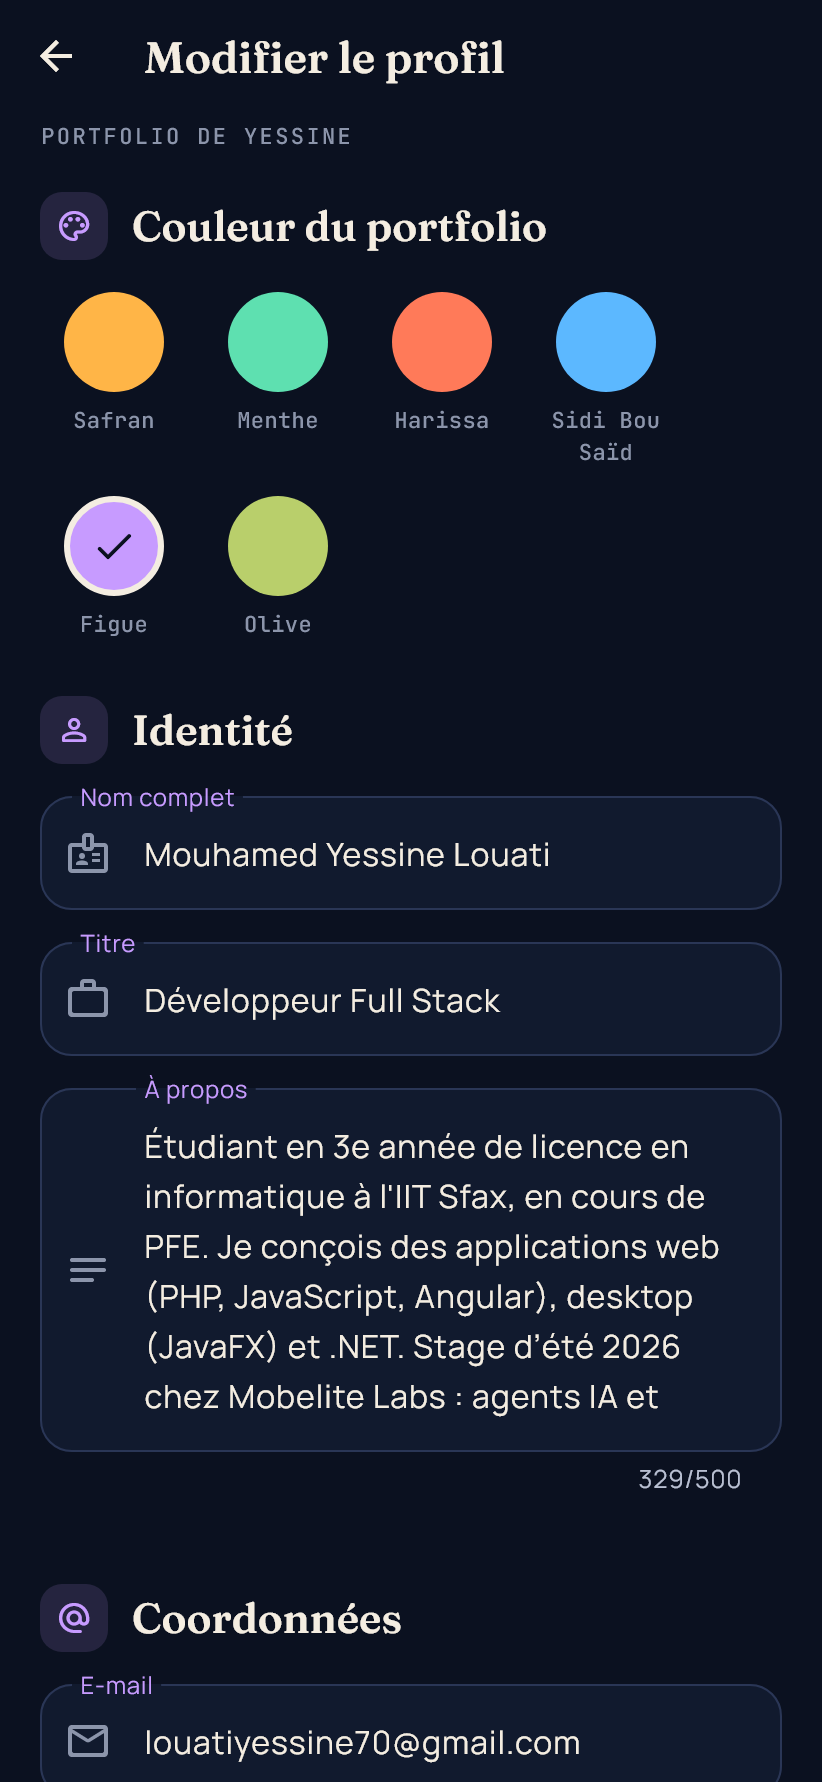 Modifier le profil
PORTFOLIO DE YESSINE
Couleur du portfolio
Safran
Menthe
Harissa
Sidi Bou
Saïd
Figue
Olive
Identité
Nom complet
Mouhamed Yessine Louati
Titre
Développeur Full Stack
À propos
Étudiant en 3e année de licence en
informatique à l'IIT Sfax, en cours de
PFE. Je conçois des applications web
(PHP, JavaScript, Angular), desktop
(JavaFX) et .NET. Stage d’été 2026
chez Mobelite Labs : agents IA et
329/500
Coordonnées
E-mail
louatiyessine70@gmail.com